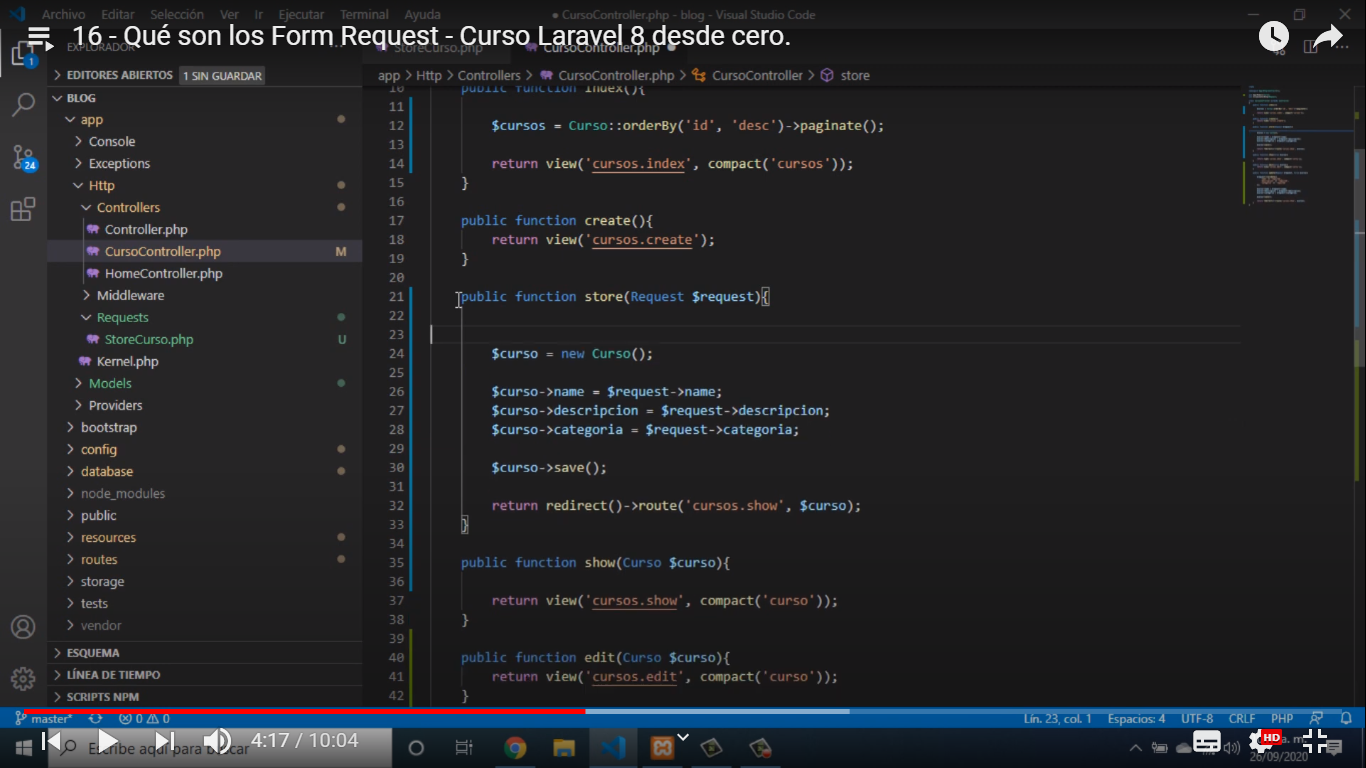 Archivo Editar Selección Ver Ir Ejecutar Terminal Ayuda
● CursoController.php - blog - Visual Studio Code
16 - Qué son los Form Request - Curso Laravel 8 desde cero.
EXPLORADOR
StoreCurso.php
CursoController.php
1
EDITORES ABIERTOS 1 SIN GUARDAR
app > Http > Controllers > CursoController.php > CursoController > store
BLOG
app
Console
Exceptions
Http
Controllers
Controller.php
CursoController.php M
HomeController.php
Middleware
Requests
StoreCurso.php U
Kernel.php
Models
Providers
bootstrap
config
database
node_modules
public
resources
routes
storage
tests
vendor
ESQUEMA
LÍNEA DE TIEMPO
SCRIPTS NPM
24
10 public function index(){
11
12 $cursos = Curso::orderBy('id', 'desc')->paginate();
13
14 return view('cursos.index', compact('cursos'));
15 }
16
17 public function create(){
18 return view('cursos.create');
19 }
20
21 public function store(Request $request){
22
23
24 $curso = new Curso();
25
26 $curso->name = $request->name;
27 $curso->descripcion = $request->descripcion;
28 $curso->categoria = $request->categoria;
29
30 $curso->save();
31
32 return redirect()->route('cursos.show', $curso);
33 }
34
35 public function show(Curso $curso){
36
37 return view('cursos.show', compact('curso'));
38 }
39
40 public function edit(Curso $curso){
41 return view('cursos.edit', compact('curso'));
42 }
master* 0 0
Lín. 23, col. 1 Espacios: 4 UTF-8 CRLF PHP
4:17 / 10:04
Escribe aquí para buscar
HD
a. m.
26/09/2020